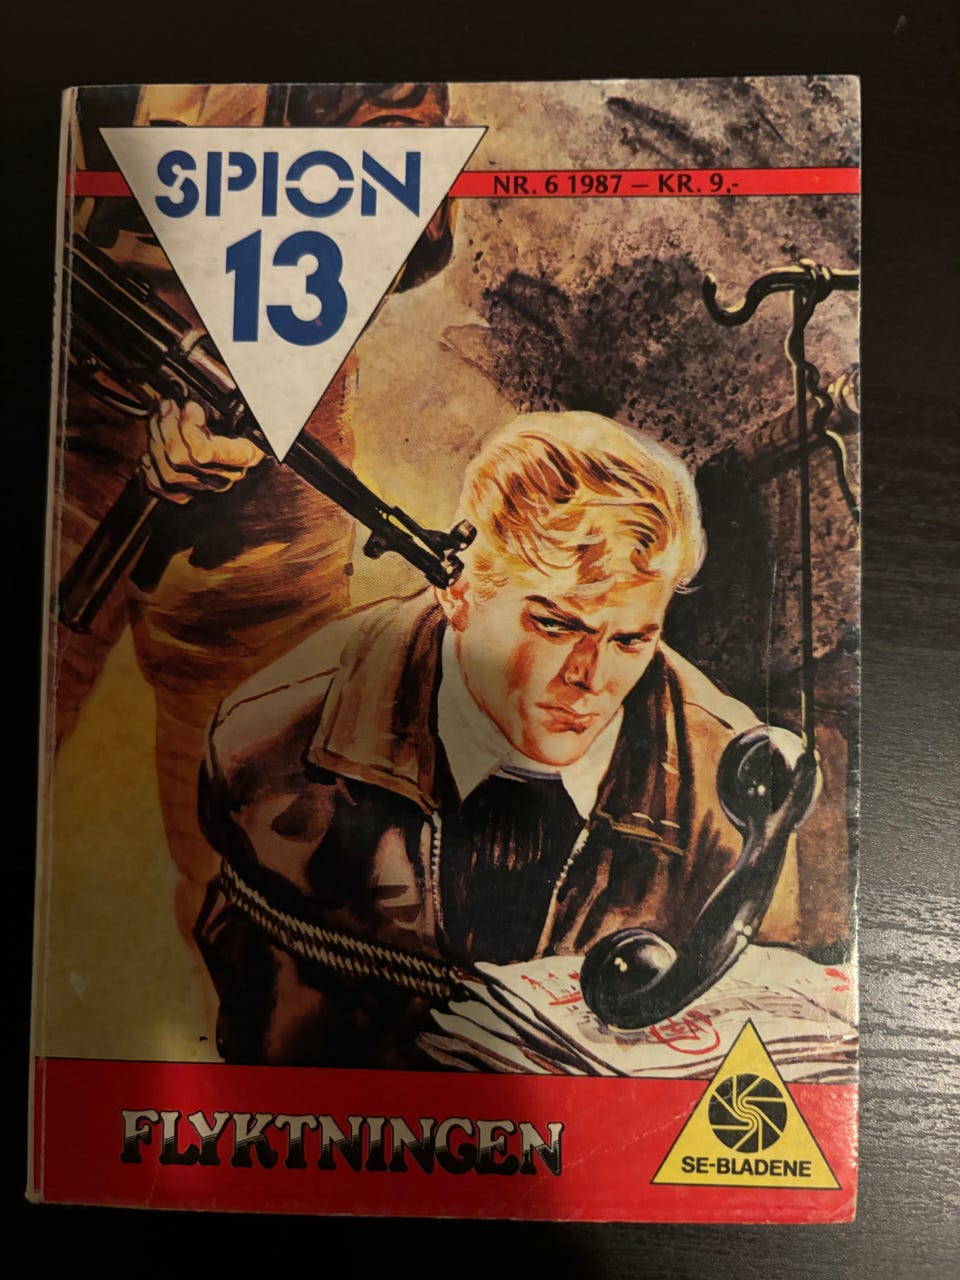 SPION
13
NR. 6 1987 – KR. 9,-
FLYKTNINGEN
SE-BLADENE